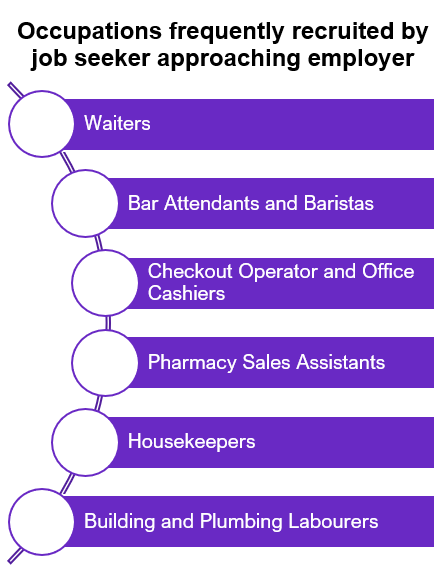 Occupations frequently recruited by
job seeker approaching employer
Waiters
Bar Attendants and Baristas
Checkout Operator and Office
Cashiers
Pharmacy Sales Assistants
Housekeepers
Building and Plumbing Labourers